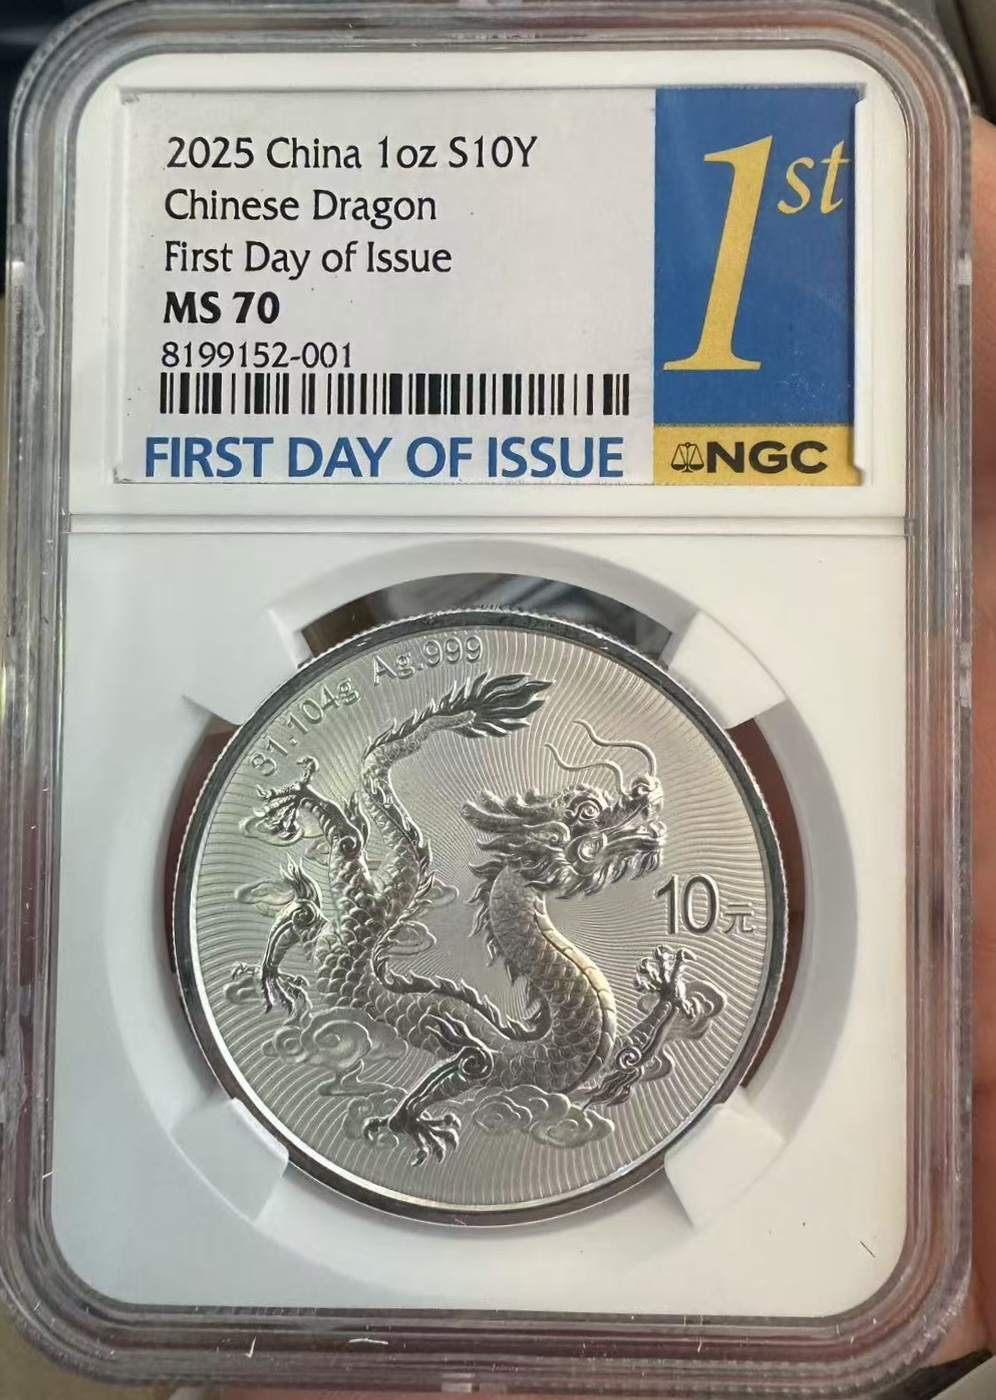 2025 China 1oz S10Y
Chinese Dragon
First Day of Issue
MS 70
8199152-001
FIRST DAY OF ISSUE
1st
NGC
31.104g Ag.999
10元